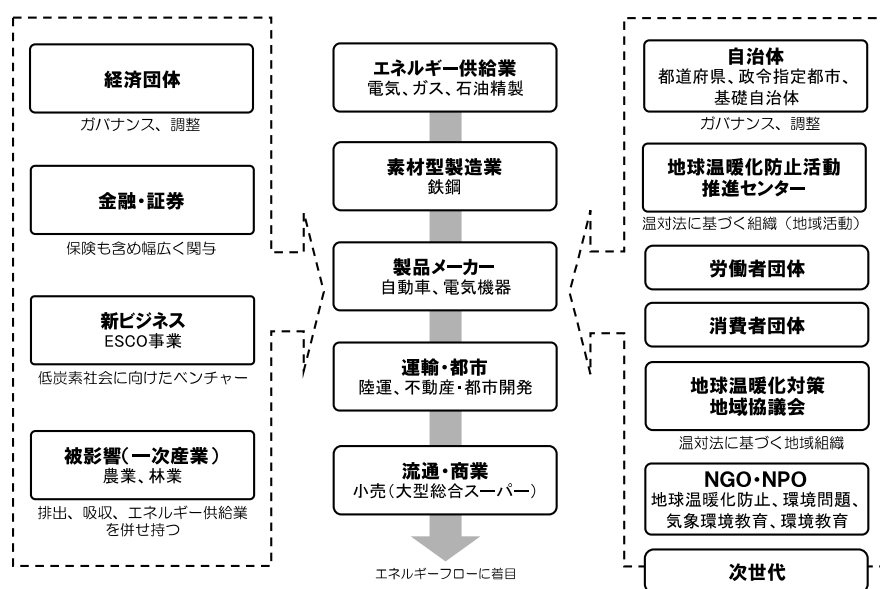 経済団体
ガバナンス、調整
金融・証券
保険も含め幅広く関与
新ビジネス
ESCO事業
低炭素社会に向けたベンチャー
被影響(一次産業)
農業、林業
排出、吸収、エネルギー供給業
を併せ持つ
エネルギー供給業
電気、ガス、石油精製
素材型製造業
鉄鋼
製品メーカー
自動車、電気機器
運輸・都市
陸運、不動産・都市開発
流通・商業
小売(大型総合スーパー)
エネルギーフローに着目
自治体
都道府県、政令指定都市、
基礎自治体
ガバナンス、調整
地球温暖化防止活動
推進センター
温対法に基づく組織（地域活動）
労働者団体
消費者団体
地球温暖化対策
地域協議会
温対法に基づく地域組織
NGO・NPO
地球温暖化防止、環境問題、
気象環境教育、環境教育
次世代